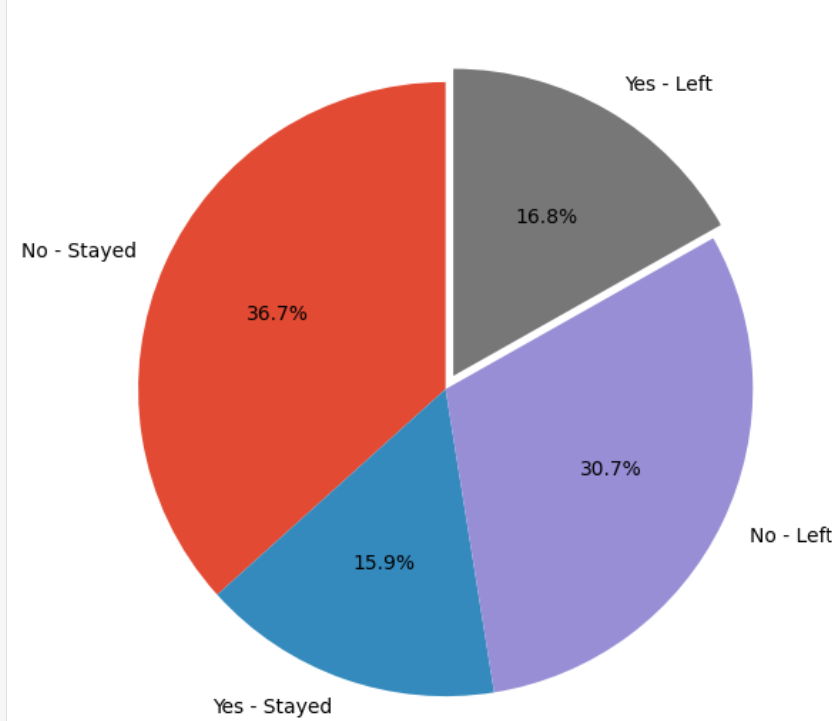 Yes - Left
16.8%
No - Stayed
36.7%
30.7%
No - Left
15.9%
Yes - Stayed